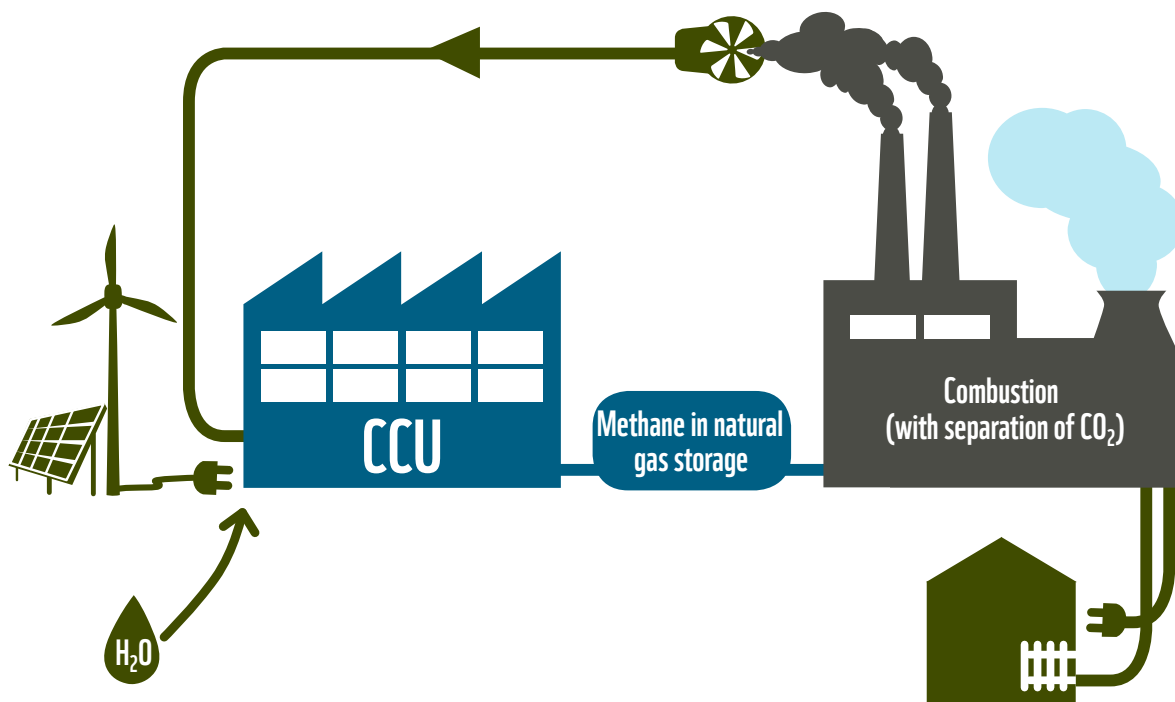 Combustion
(with separation of CO₂)
CCU
Methane in natural
gas storage
H₂O